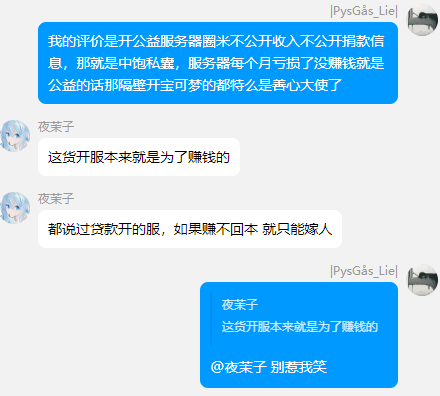 |PysGås_Lie|
我的评价是开公益服务器圈米不公开收入不公开捐款信
息，那就是中饱私囊，服务器每个月亏损了没赚钱就是
公益的话那隔壁开宝可梦的都特么是善心大使了
夜茉子
这货开服本来就是为了赚钱的
夜茉子
都说过贷款开的服，如果赚不回本 就只能嫁人
|PysGås_Lie|
夜茉子
这货开服本来就是为了赚钱的
@夜茉子 别惹我笑